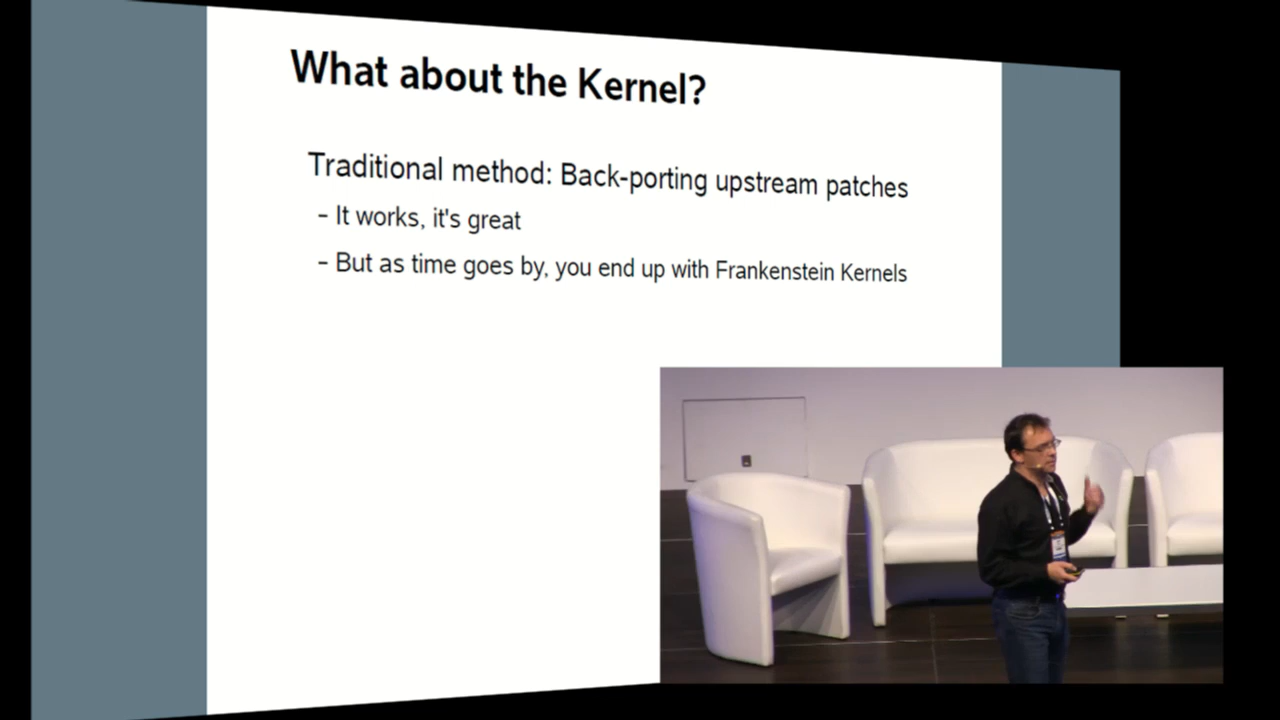 What about the Kernel?
Traditional method: Back-porting upstream patches
– It works, it's great
– But as time goes by, you end up with Frankenstein Kernels